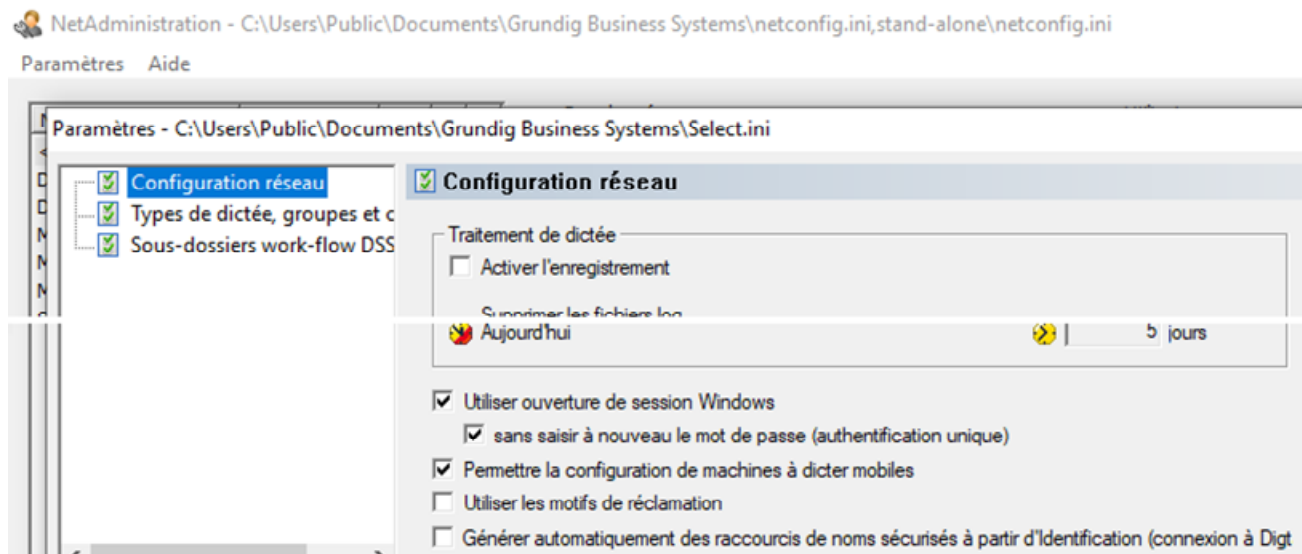 NetAdministration - C:\Users\Public\Documents\Grundig Business Systems\netconfig.ini,stand-alone\netconfig.ini
Paramètres Aide
Paramètres - C:\Users\Public\Documents\Grundig Business Systems\Select.ini
Configuration réseau
Types de dictée, groupes et c
Sous-dossiers work-flow DSS
Configuration réseau
Traitement de dictée
Activer l'enregistrement
Supprimer les fichiers log
Aujourd'hui 5 jours
Utiliser ouverture de session Windows
sans saisir à nouveau le mot de passe (authentification unique)
Permettre la configuration de machines à dicter mobiles
Utiliser les motifs de réclamation
Générer automatiquement des raccourcis de noms sécurisés à partir d'Identification (connexion à Digt